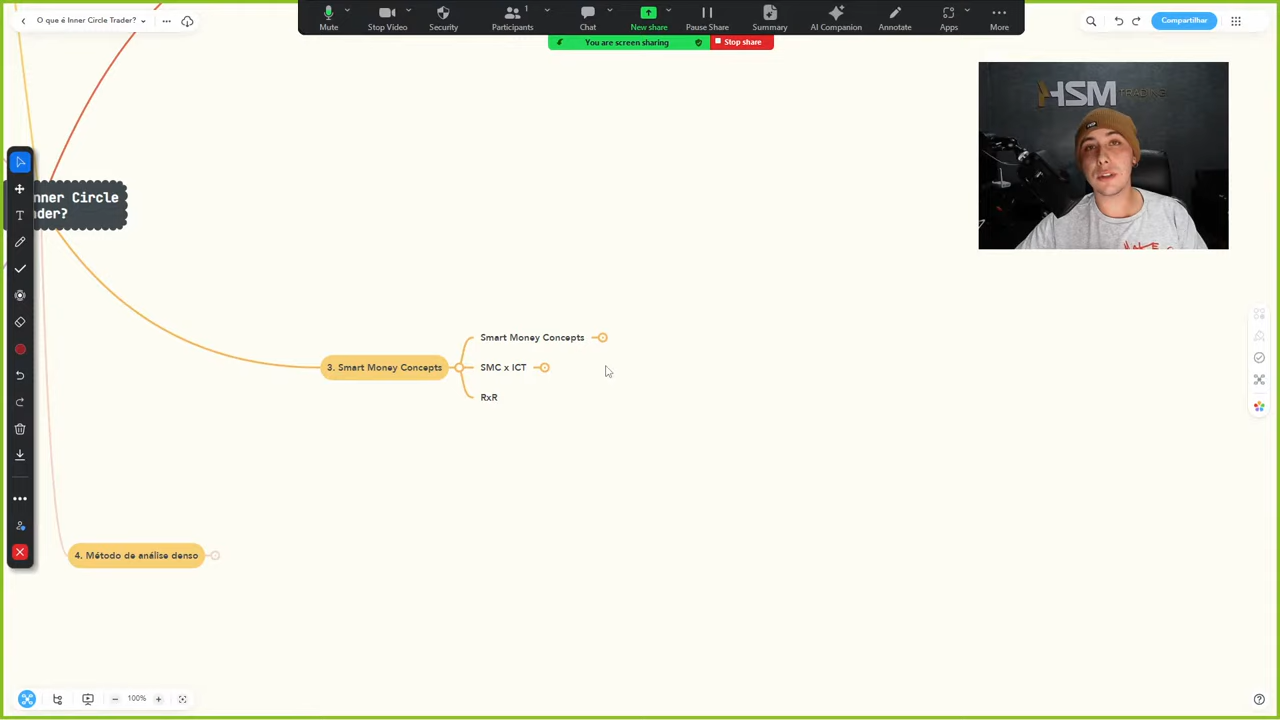 O que é Inner Circle Trader?
Mute
Stop Video
Security
Participants
1
Chat
New share
Pause Share
Summary
AI Companion
Annotate
Apps
More
Compartilhar
You are screen sharing
Stop share
HSM TRADING
nner Circle
der?
T
3. Smart Money Concepts
Smart Money Concepts
SMC x ICT
RxR
4. Método de análise denso
100%